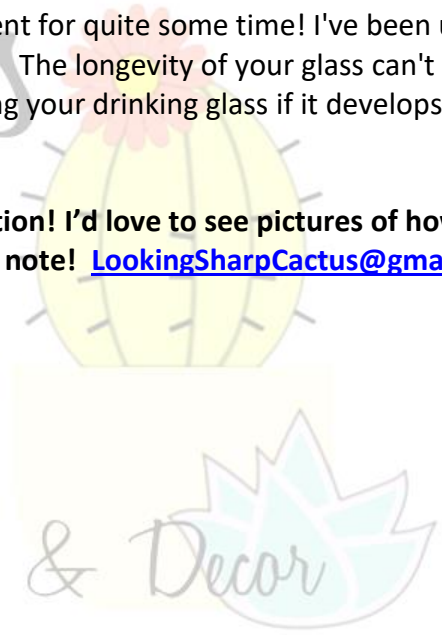 ent for quite some time! I've been u
The longevity of your glass can't
ng your drinking glass if it develops
tion! I'd love to see pictures of how
note! LookingSharpCactus@gma
& Decor